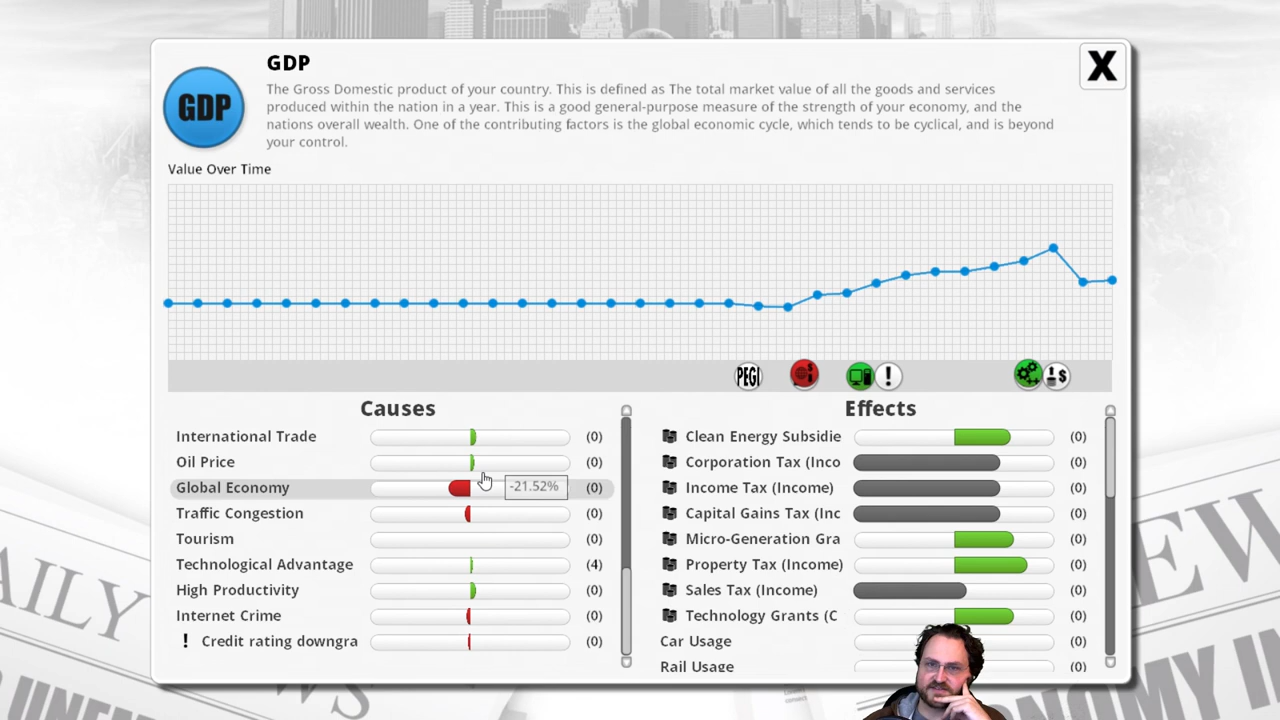 GDP
X
GDP
The Gross Domestic product of your country. This is defined as The total market value of all the goods and services
produced within the nation in a year. This is a good general-purpose measure of the strength of your economy, and the
nations overall wealth. One of the contributing factors is the global economic cycle, which tends to be cyclical, and is beyond
your control.
Value Over Time
PEGI
!
$
Causes
International Trade (0)
Oil Price (0)
Global Economy -21.52% (0)
Traffic Congestion (0)
Tourism (0)
Technological Advantage (4)
High Productivity (0)
Internet Crime (0)
! Credit rating downgra (0)
Effects
Clean Energy Subsidie (0)
Corporation Tax (Inco (0)
Income Tax (Income) (0)
Capital Gains Tax (Inc (0)
Micro-Generation Gra (0)
Property Tax (Income) (0)
Sales Tax (Income) (0)
Technology Grants (C (0)
Car Usage (0)
Rail Usage (0)